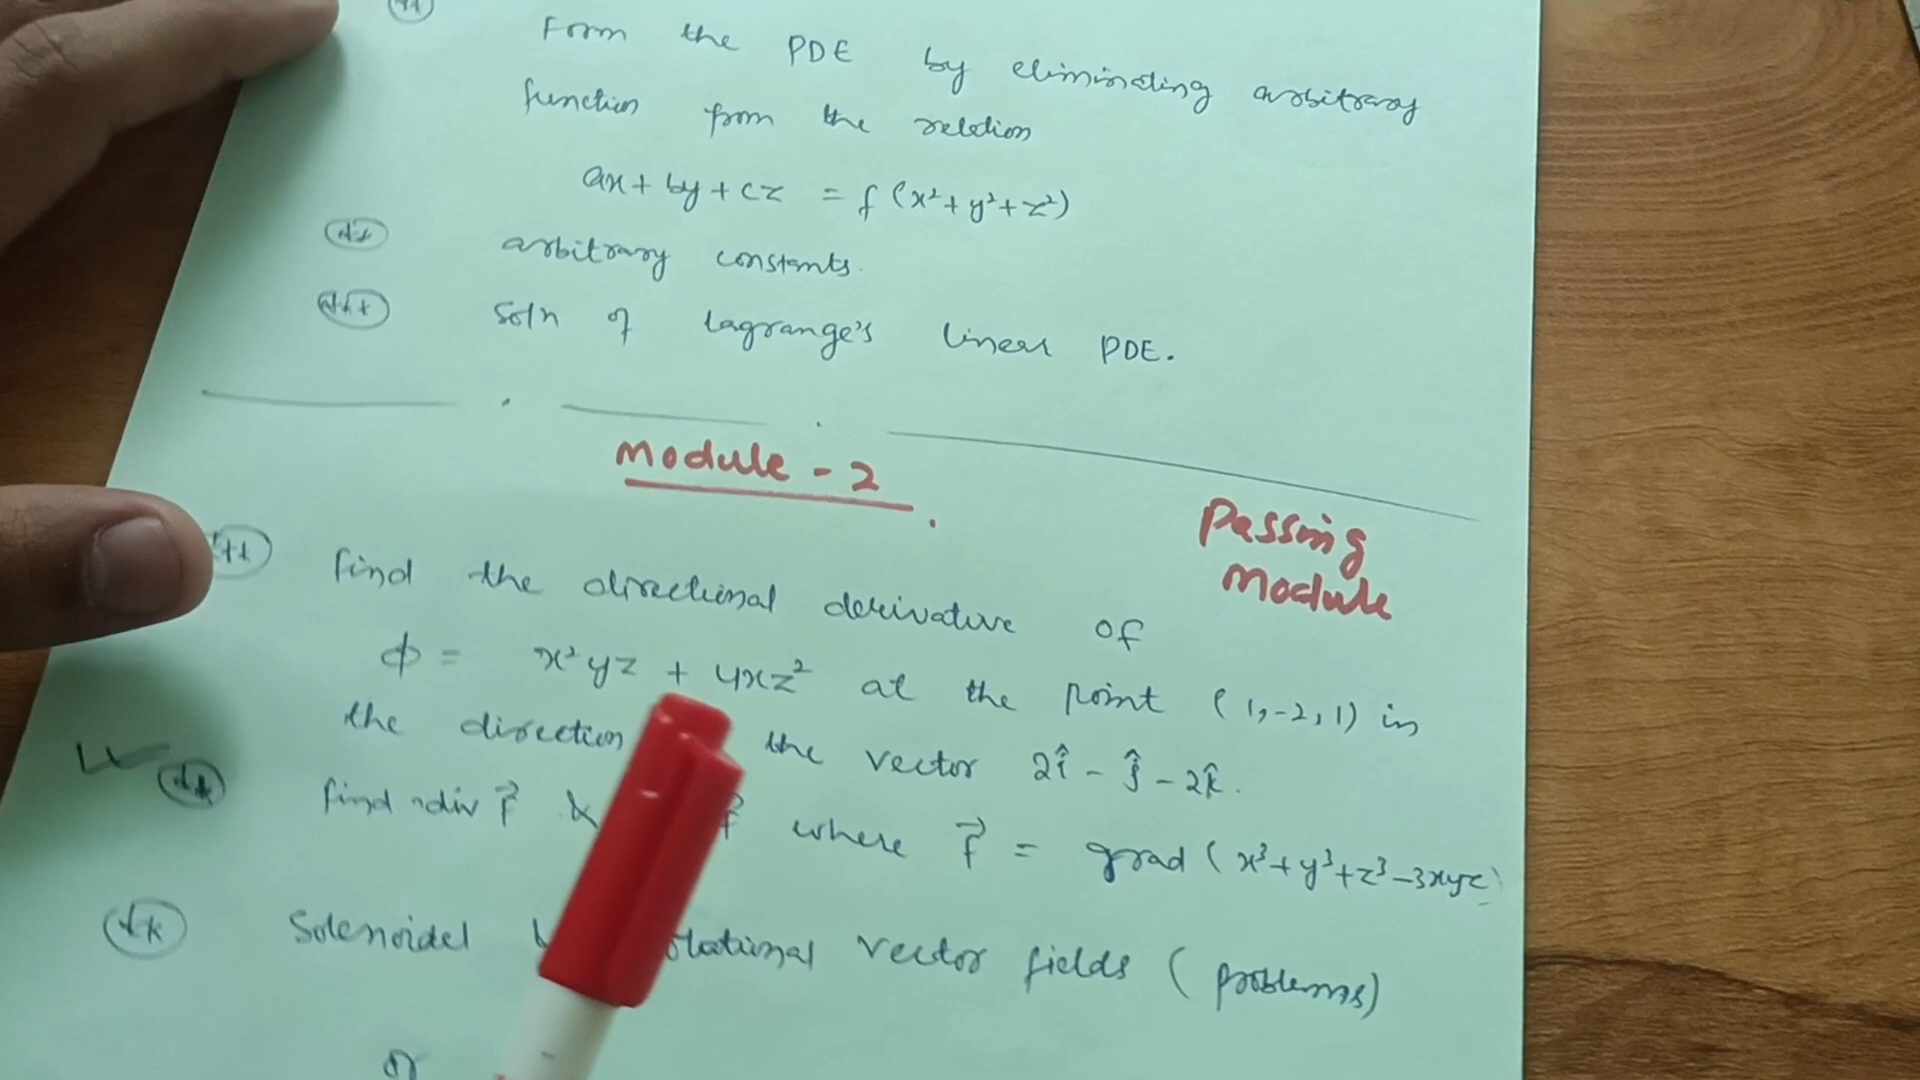 Form the PDE by eliminating arbitrary
function from the relation
ax + by + cz = f (x² + y² + z²)
arbitrary constants.
Soln of Lagrange's linear PDE.
Module - 2
Passing
Module
find the directional derivative of
ϕ = x²yz + 4xz² at the point (1,-2,1) in
the direction the vector 2î - ĵ - 2k̂.
find div f⃗ & f⃗ where f⃗ = grad (x³ + y³ + z³ - 3xyz)
Solenoidal vector fields (problems)
or